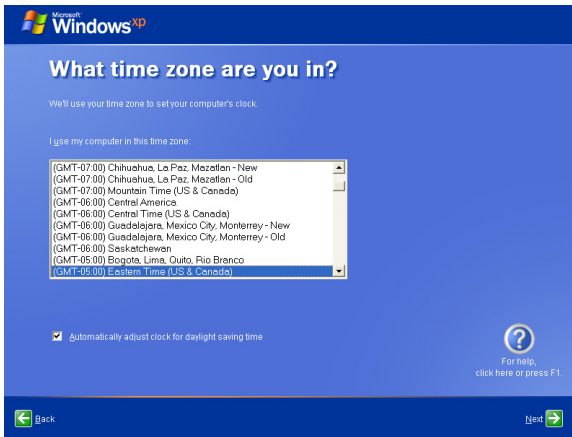 Microsoft
Windows xp
What time zone are you in?
We'll use your time zone to set your computer's clock.
I use my computer in this time zone:
(GMT-07:00) Chihuahua, La Paz, Mazatlan - New
(GMT-07:00) Chihuahua, La Paz, Mazatlan - Old
(GMT-07:00) Mountain Time (US & Canada)
(GMT-06:00) Central America
(GMT-06:00) Central Time (US & Canada)
(GMT-06:00) Guadalajara, Mexico City, Monterrey - New
(GMT-06:00) Guadalajara, Mexico City, Monterrey - Old
(GMT-06:00) Saskatchewan
(GMT-05:00) Bogota, Lima, Quito, Rio Branco
(GMT-05:00) Eastern Time (US & Canada)
Automatically adjust clock for daylight saving time
?
For help,
click here or press F1.
Back
Next